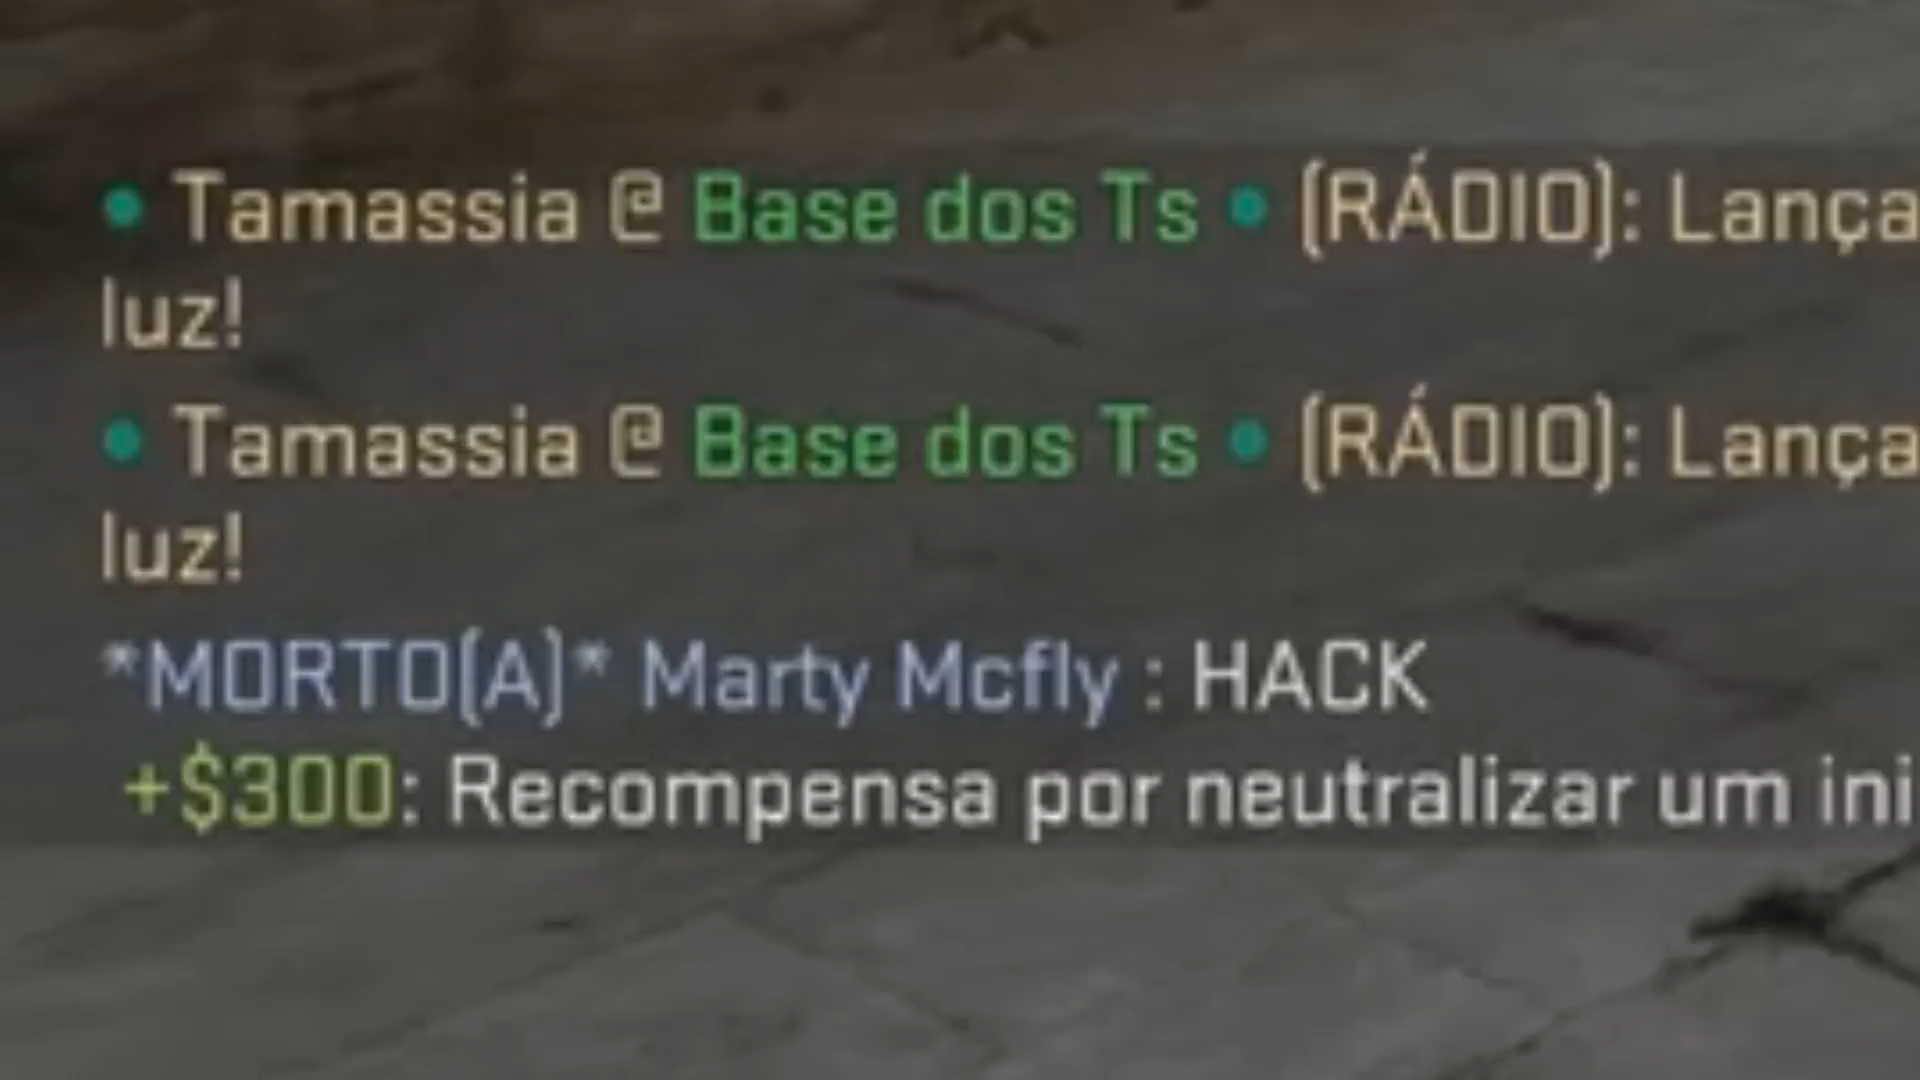 • Tamassia @ Base dos Ts • (RÁDIO): Lança
luz!
• Tamassia @ Base dos Ts • (RÁDIO): Lança
luz!
*MORTO(A)* Marty Mcfly : HACK
+$300: Recompensa por neutralizar um ini